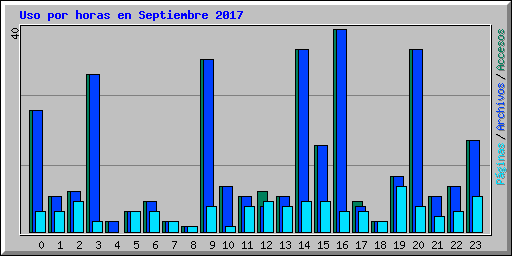 Uso por horas en Septiembre 2017
40
Páginas / Archivos / Accesos
0 1 2 3 4 5 6 7 8 9 10 11 12 13 14 15 16 17 18 19 20 21 22 23